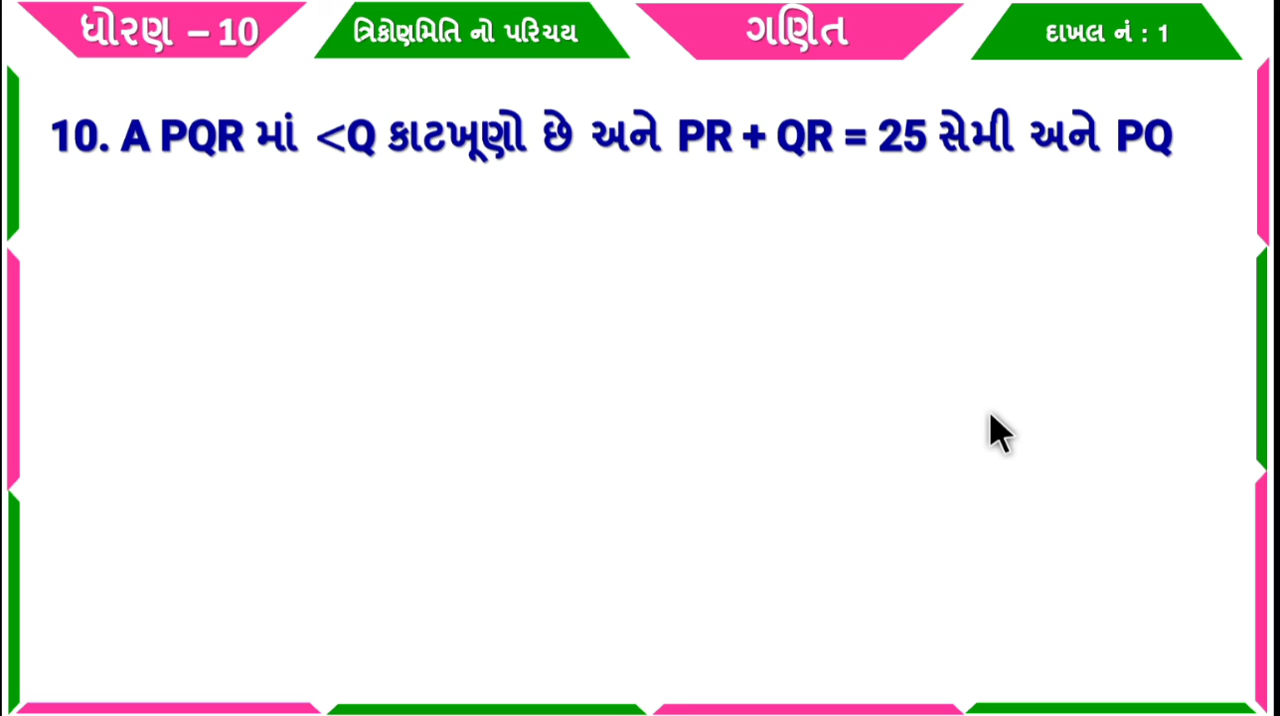 ધોરણ – 10
ત્રિકોણમિતિ નો પરિચય
ગણિત
દાખલ નં : 1
10. A PQR માં <Q કાટખૂણો છે અને PR + QR = 25 સેમી અને PQ